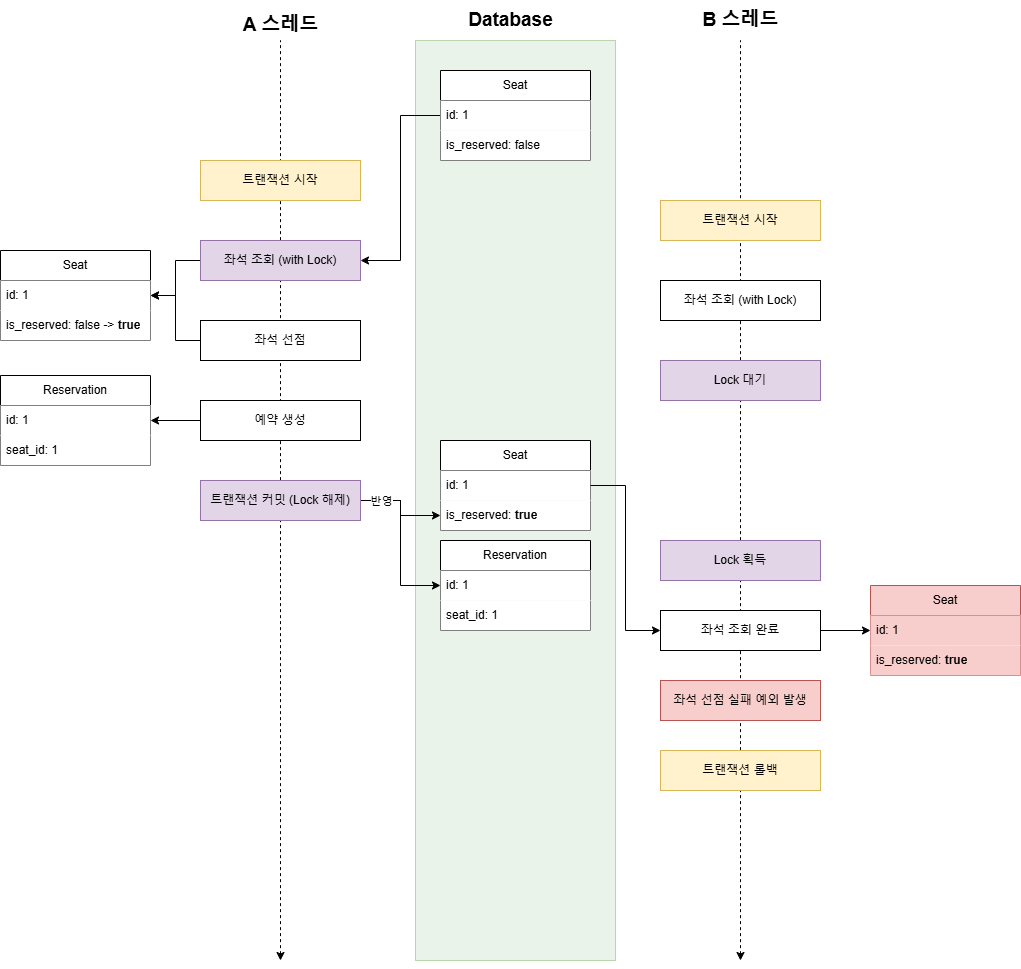 A 스레드
Database
B 스레드
Seat
id: 1
is_reserved: false
트랜잭션 시작
트랜잭션 시작
좌석 조회 (with Lock)
Seat
id: 1
is_reserved: false -> true
좌석 조회 (with Lock)
좌석 선점
Lock 대기
Reservation
id: 1
seat_id: 1
예약 생성
Seat
id: 1
is_reserved: true
트랜잭션 커밋 (Lock 해제)
반영
Reservation
id: 1
seat_id: 1
Lock 획득
좌석 조회 완료
Seat
id: 1
is_reserved: true
좌석 선점 실패 예외 발생
트랜잭션 롤백